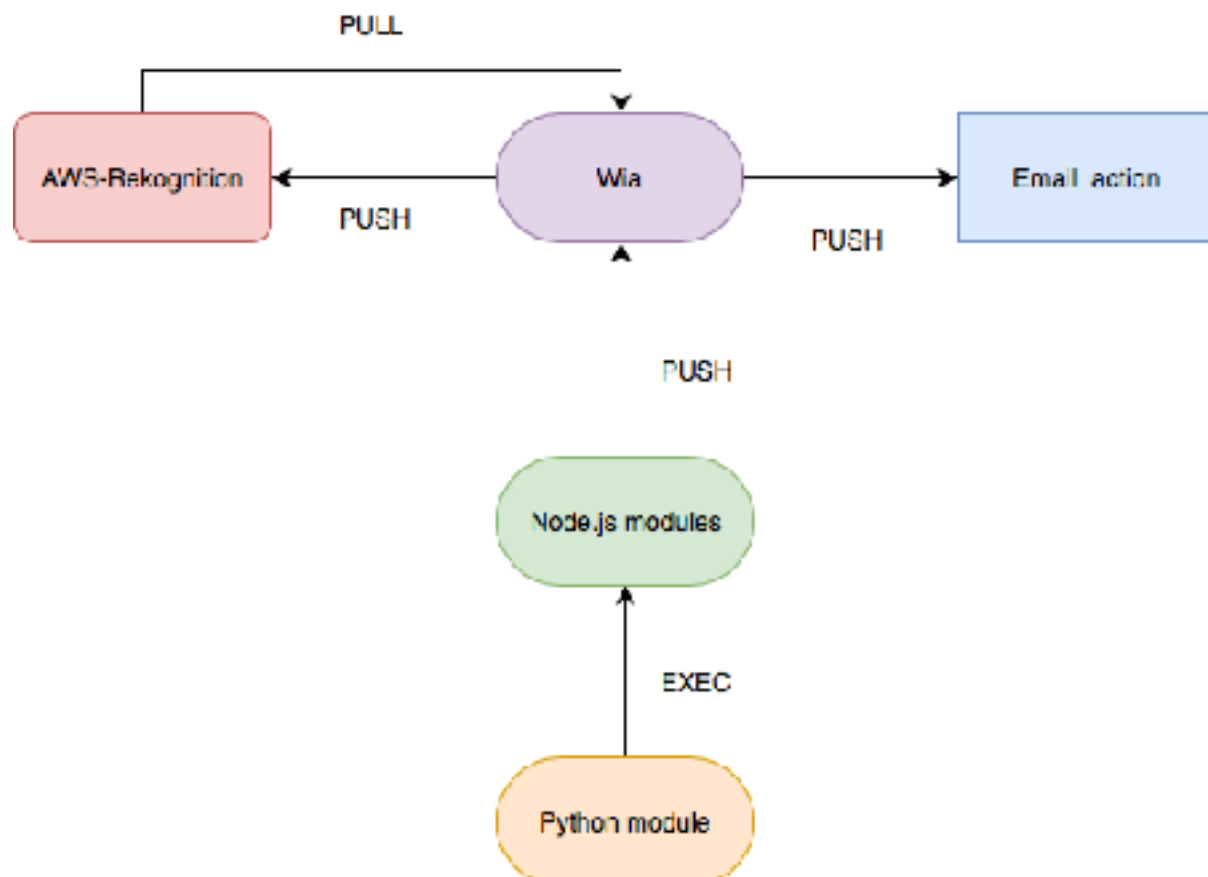 PULL
AWS-Rekognition
Wia
Email action
PUSH
PUSH
PUSH
Node.js modules
EXEC
Python module